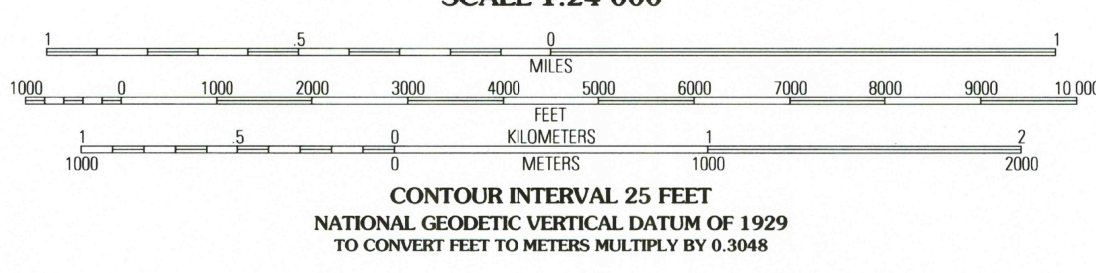 SCALE 1:24 000
1 .5 0 1
MILES
1000 0 1000 2000 3000 4000 5000 6000 7000 8000 9000 10 000
FEET
1 .5 0 KILOMETERS 1 2
1000 0 METERS 1000 2000
CONTOUR INTERVAL 25 FEET
NATIONAL GEODETIC VERTICAL DATUM OF 1929
TO CONVERT FEET TO METERS MULTIPLY BY 0.3048